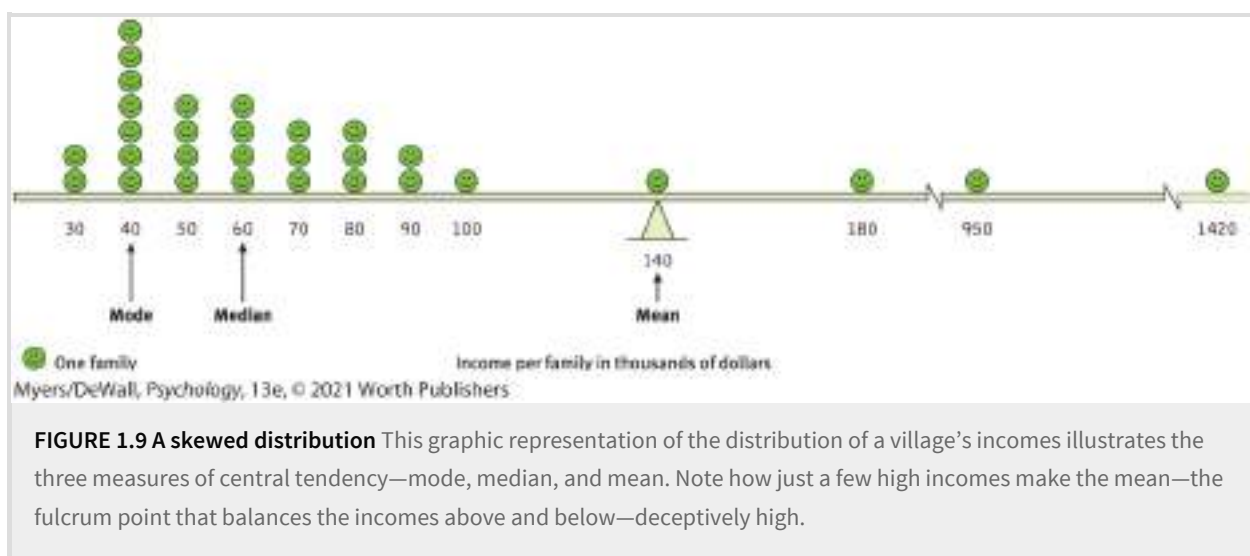 30 40 50 60 70 80 90 100 180 950 1420
140
Mode Median Mean
One family Income per family in thousands of dollars
Myers/DeWall, Psychology, 13e, © 2021 Worth Publishers
FIGURE 1.9 A skewed distribution This graphic representation of the distribution of a village’s incomes illustrates the
three measures of central tendency—mode, median, and mean. Note how just a few high incomes make the mean—the
fulcrum point that balances the incomes above and below—deceptively high.